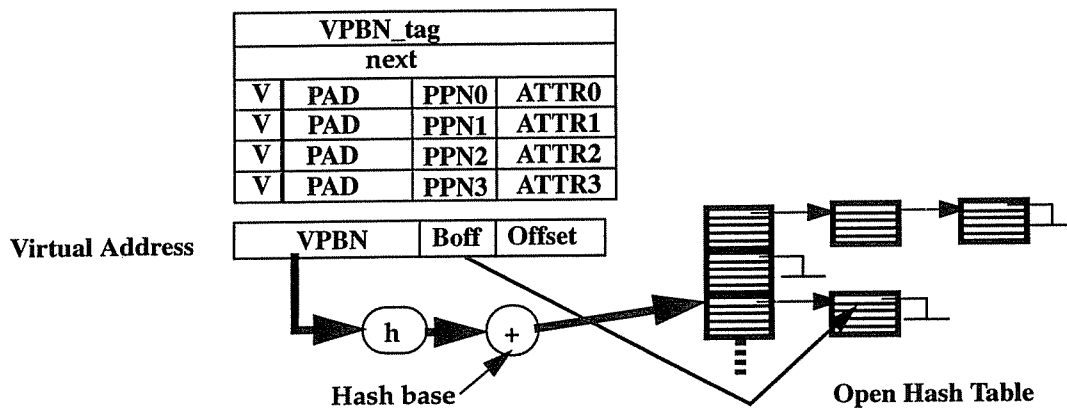 VPBN_tag
next
V PAD PPN0 ATTR0
V PAD PPN1 ATTR1
V PAD PPN2 ATTR2
V PAD PPN3 ATTR3
Virtual Address VPBN Boff Offset
h +
Hash base
Open Hash Table